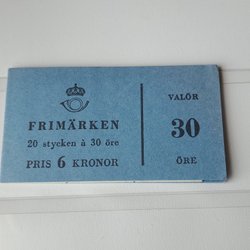 FRIMÄRKEN
20 stycken à 30 öre
PRIS 6 KRONOR
VALÖR
30
ÖRE